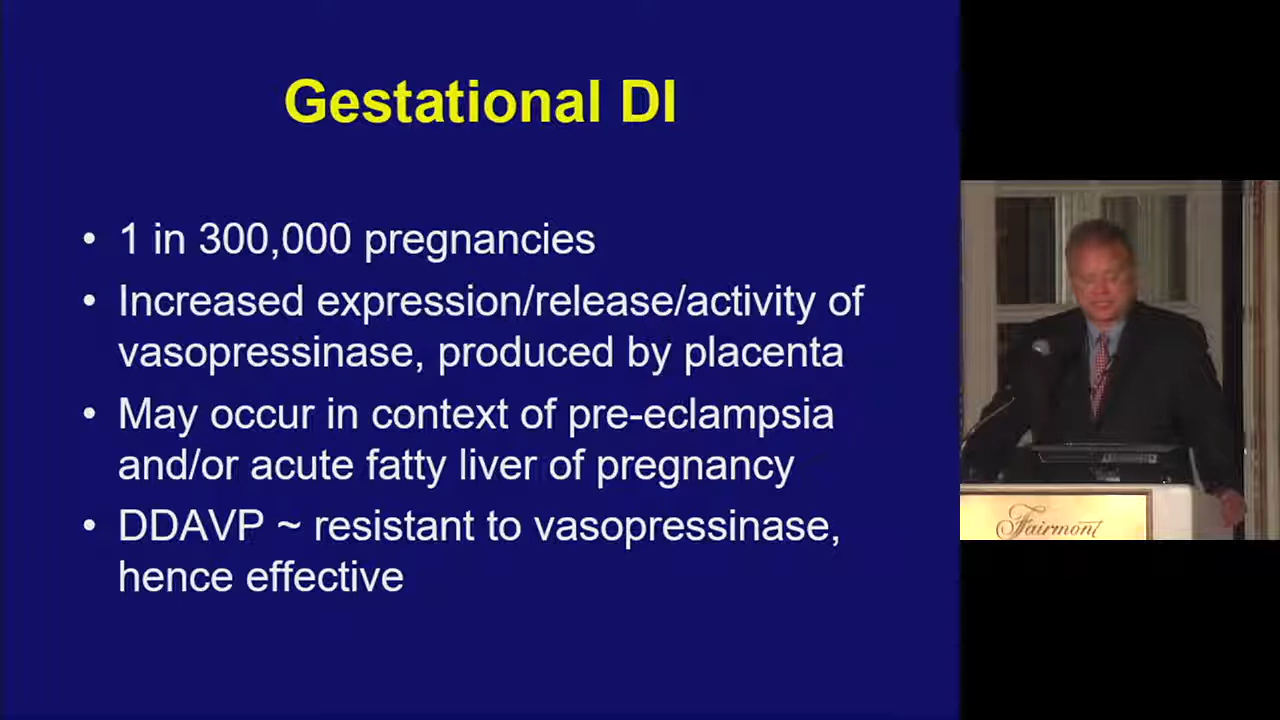 Gestational DI
• 1 in 300,000 pregnancies
• Increased expression/release/activity of
vasopressinase, produced by placenta
• May occur in context of pre-eclampsia
and/or acute fatty liver of pregnancy
• DDAVP ~ resistant to vasopressinase,
hence effective
Fairmont